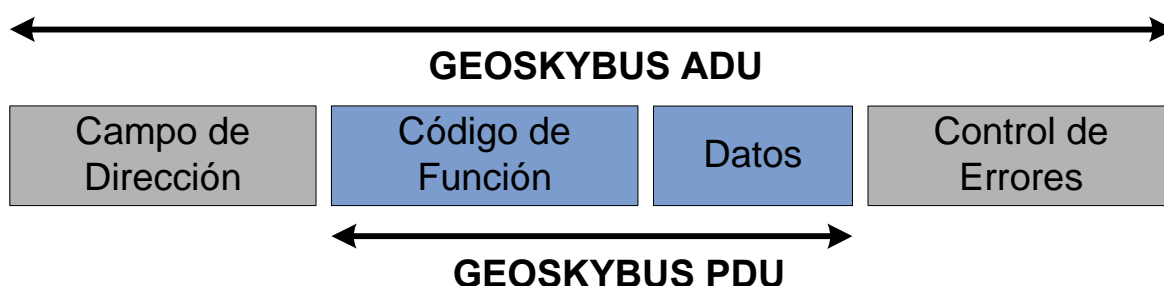 GEOSKYBUS ADU
Campo de
Dirección
Código de
Función
Datos
Control de
Errores
GEOSKYBUS PDU